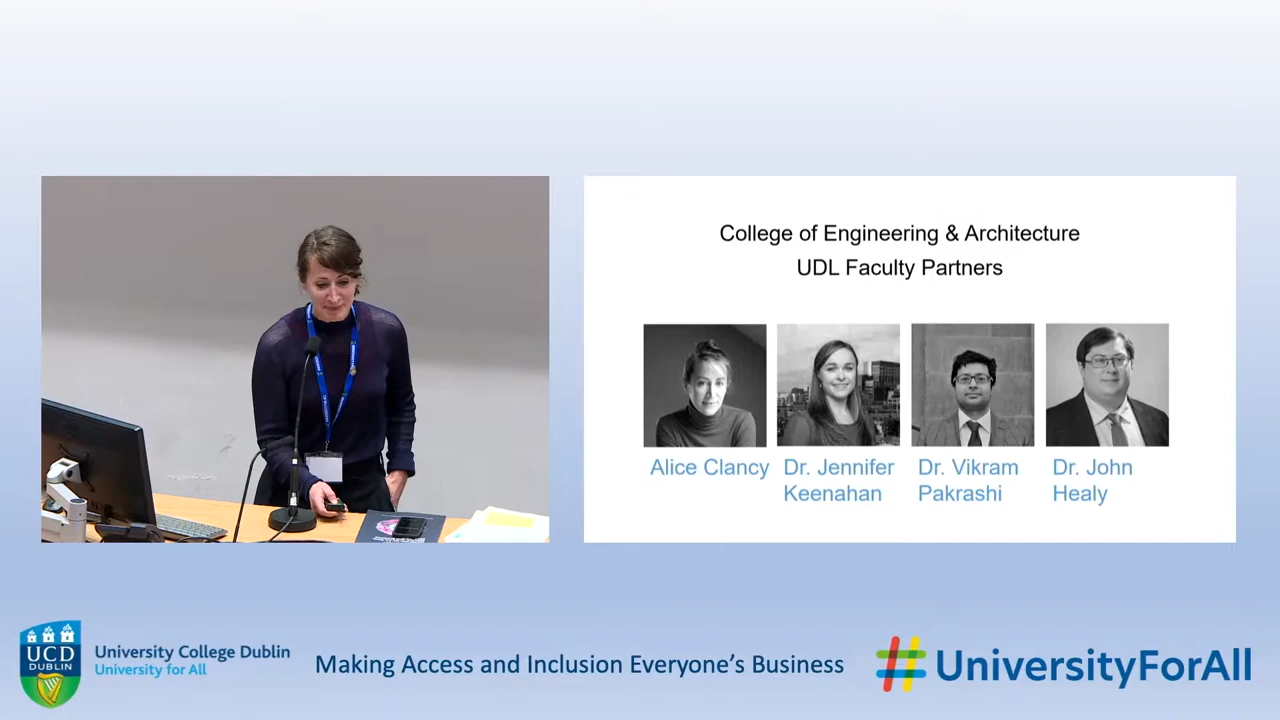 College of Engineering & Architecture
UDL Faculty Partners
Alice Clancy
Dr. Jennifer
Keenahan
Dr. Vikram
Pakrashi
Dr. John
Healy
UCD
DUBLIN
University College Dublin
University for All
Making Access and Inclusion Everyone's Business
#UniversityForAll